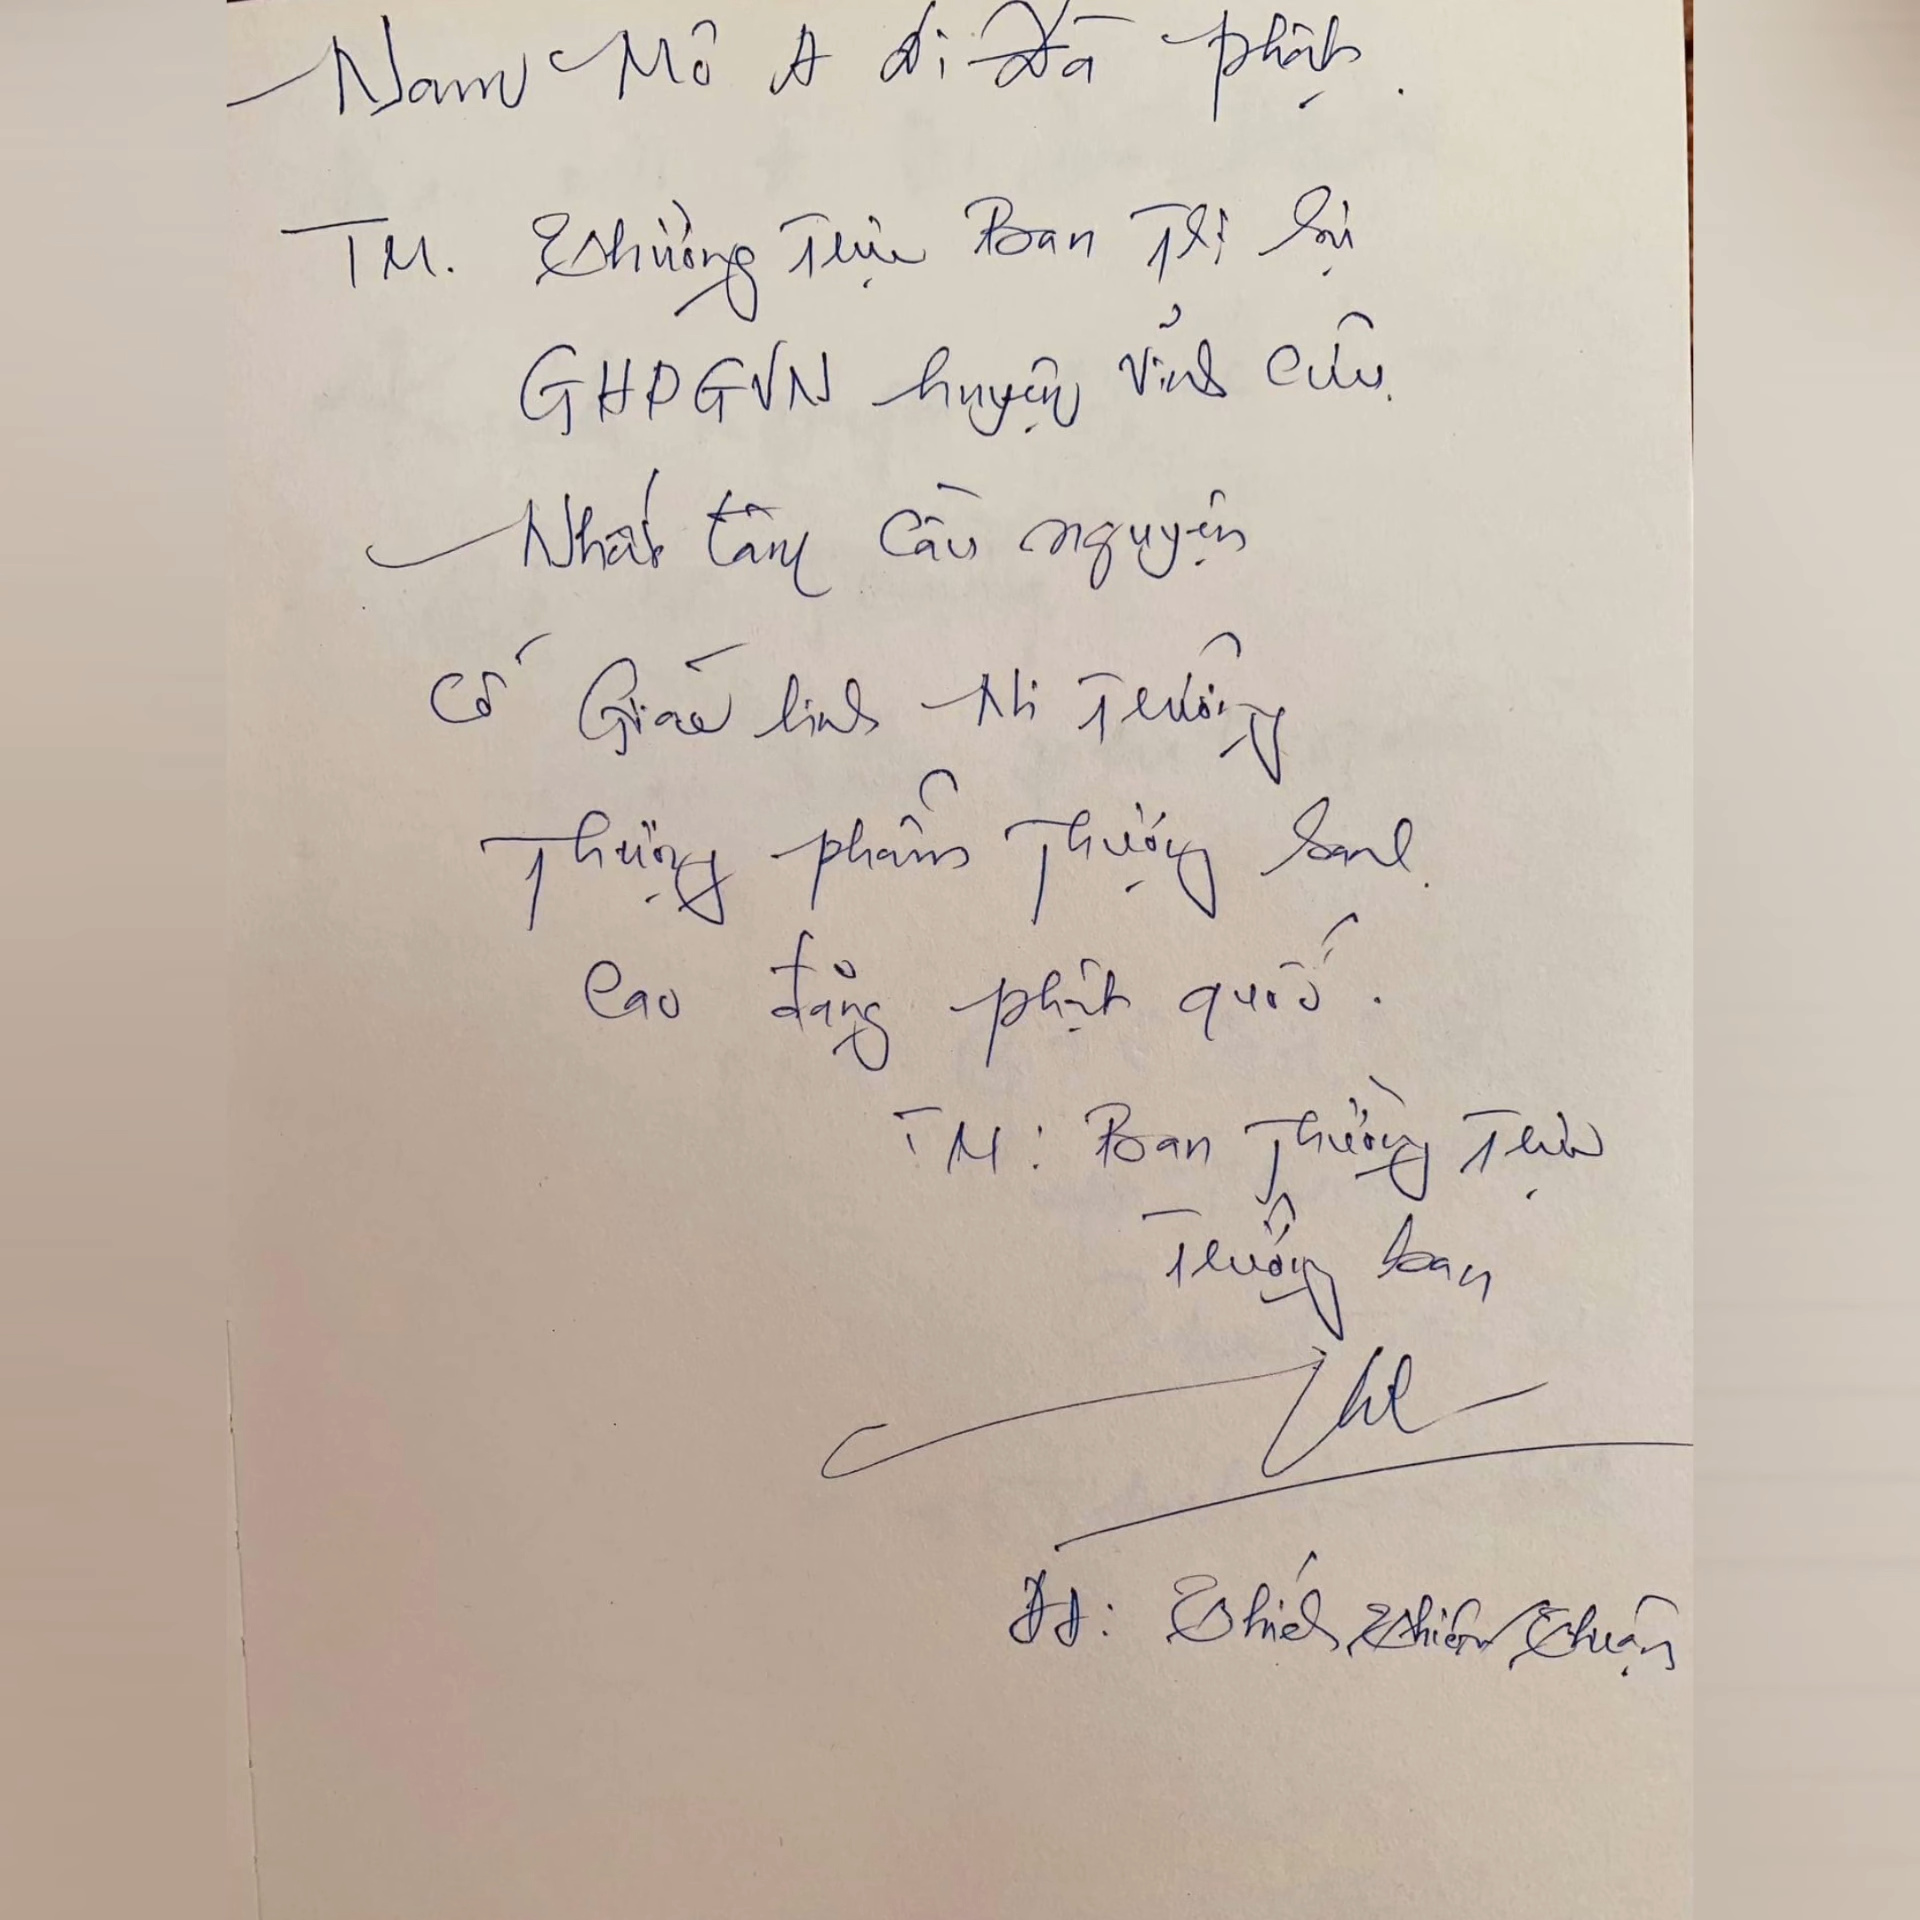 Nam Mô A Di Đà Phật.
TM. Thường Trực Ban Trị Sự
GHPGVN huyện Vĩnh Cửu.
Nhất tâm cầu nguyện
Cố Giác linh Ni Trưởng
Thượng phẩm Thượng sanh.
Cao đăng phật quốc.
TM: Ban Thường Trực
Trưởng ban
ĐĐ: Thích Thiện Thuận